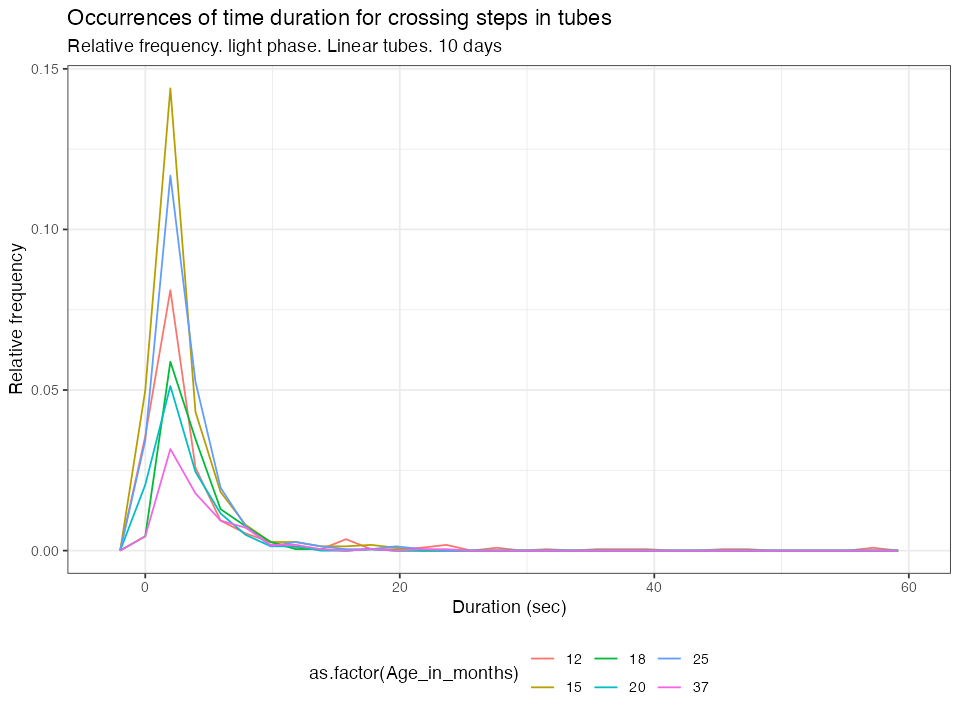 Occurrences of time duration for crossing steps in tubes
Relative frequency. light phase. Linear tubes. 10 days
0.15
0.10
0.05
0.00
Relative frequency
0 20 40 60
Duration (sec)
as.factor(Age_in_months)
12 18 25
15 20 37